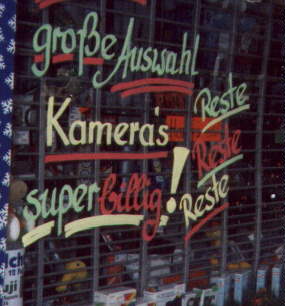 große Auswahl
Kamera's
super billig!
Reste
Reste
Reste